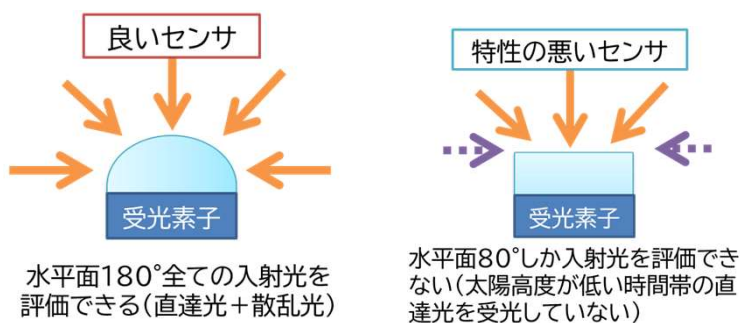 良いセンサ
受光素子
水平面180°全ての入射光を
評価できる(直達光+散乱光)
特性の悪いセンサ
受光素子
水平面80°しか入射光を評価でき
ない(太陽高度が低い時間帯の直
達光を受光していない)